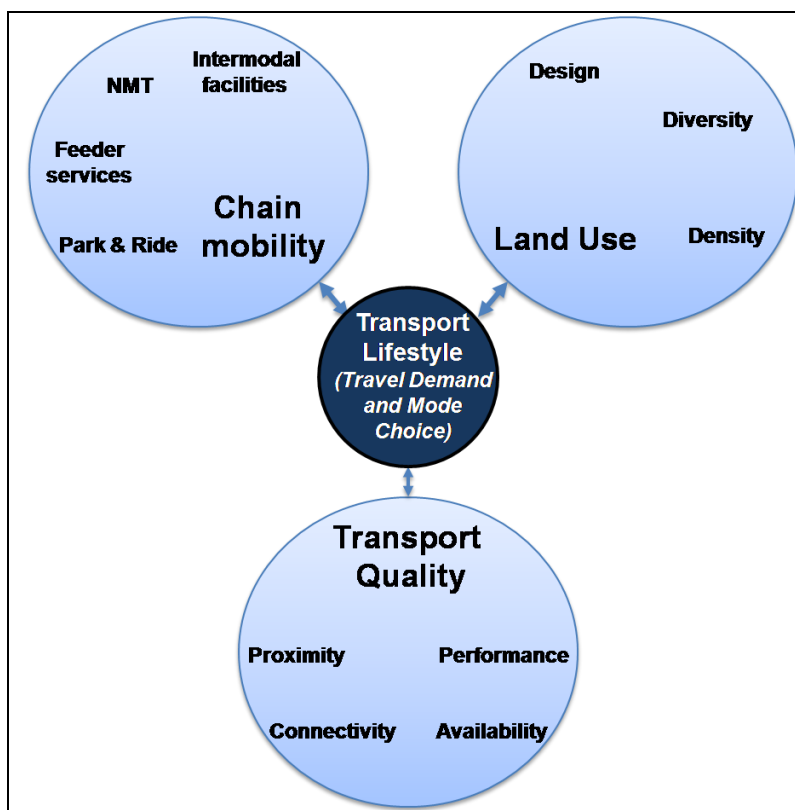 Intermodal
facilities
NMT
Feeder
services
Park & Ride
Chain
mobility
Design
Diversity
Density
Land Use
Transport
Lifestyle
(Travel Demand
and Mode
Choice)
Transport
Quality
Proximity
Performance
Connectivity
Availability